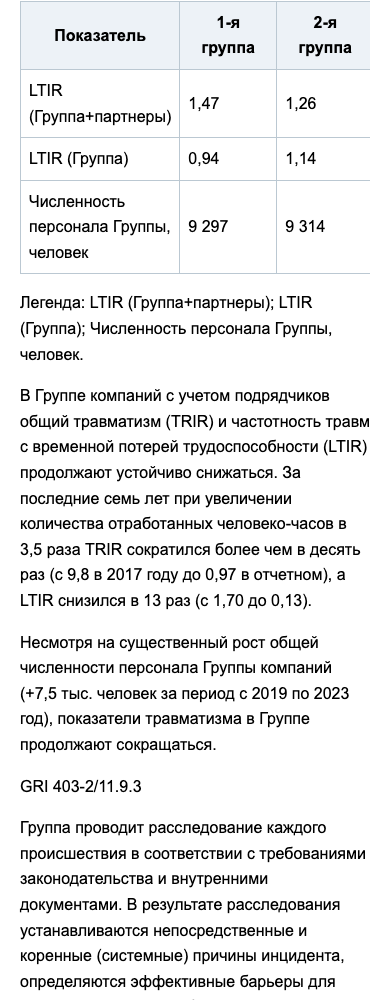 Показатель 1-я группа 2-я группа
LTIR (Группа+партнеры) 1,47 1,26
LTIR (Группа) 0,94 1,14
Численность персонала Группы, человек 9 297 9 314
Легенда: LTIR (Группа+партнеры); LTIR
(Группа); Численность персонала Группы,
человек.
В Группе компаний с учетом подрядчиков
общий травматизм (TRIR) и частотность травм
с временной потерей трудоспособности (LTIR)
продолжают устойчиво снижаться. За
последние семь лет при увеличении
количества отработанных человеко-часов в
3,5 раза TRIR сократился более чем в десять
раз (с 9,8 в 2017 году до 0,97 в отчетном), а
LTIR снизился в 13 раз (с 1,70 до 0,13).
Несмотря на существенный рост общей
численности персонала Группы компаний
(+7,5 тыс. человек за период с 2019 по 2023
год), показатели травматизма в Группе
продолжают сокращаться.
GRI 403-2/11.9.3
Группа проводит расследование каждого
происшествия в соответствии с требованиями
законодательства и внутренними
документами. В результате расследования
устанавливаются непосредственные и
коренные (системные) причины инцидента,
определяются эффективные барьеры для